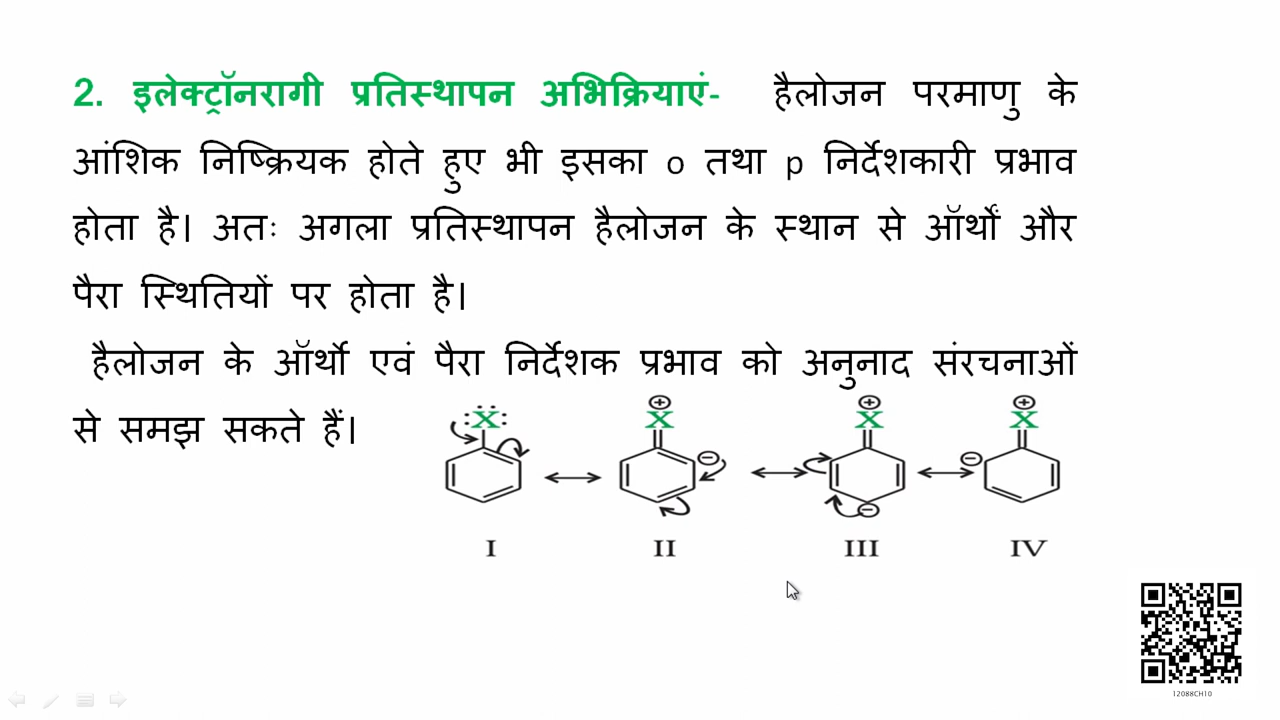 2. इलेक्ट्रॉनरागी प्रतिस्थापन अभिक्रियाएं- हैलोजन परमाणु के
आंशिक निष्क्रियक होते हुए भी इसका o तथा p निर्देशकारी प्रभाव
होता है। अतः अगला प्रतिस्थापन हैलोजन के स्थान से ऑर्थों और
पैरा स्थितियों पर होता है।
हैलोजन के ऑर्थो एवं पैरा निर्देशक प्रभाव को अनुनाद संरचनाओं
से समझ सकते हैं।
X X X X
I II III IV
12088CH10